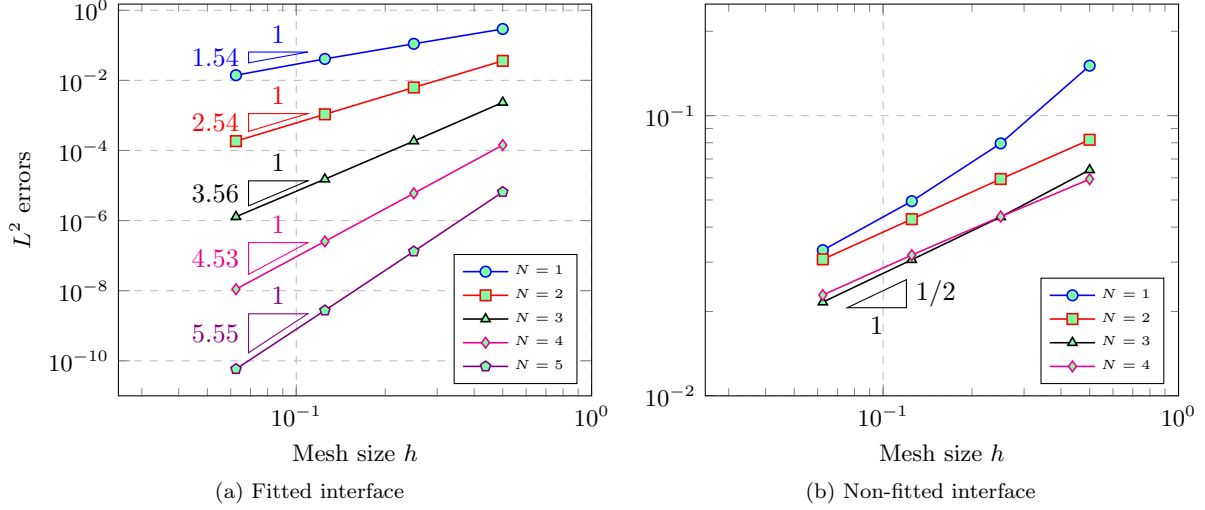 10^0
10^{-2}
10^{-4}
10^{-6}
10^{-8}
10^{-10}
L^2 errors
1
1.54
1
2.54
1
3.56
1
4.53
1
5.55
N = 1
N = 2
N = 3
N = 4
N = 5
10^{-1}
10^0
Mesh size h
(a) Fitted interface
10^{-1}
10^{-2}
1/2
1
N = 1
N = 2
N = 3
N = 4
10^{-1}
10^0
Mesh size h
(b) Non-fitted interface